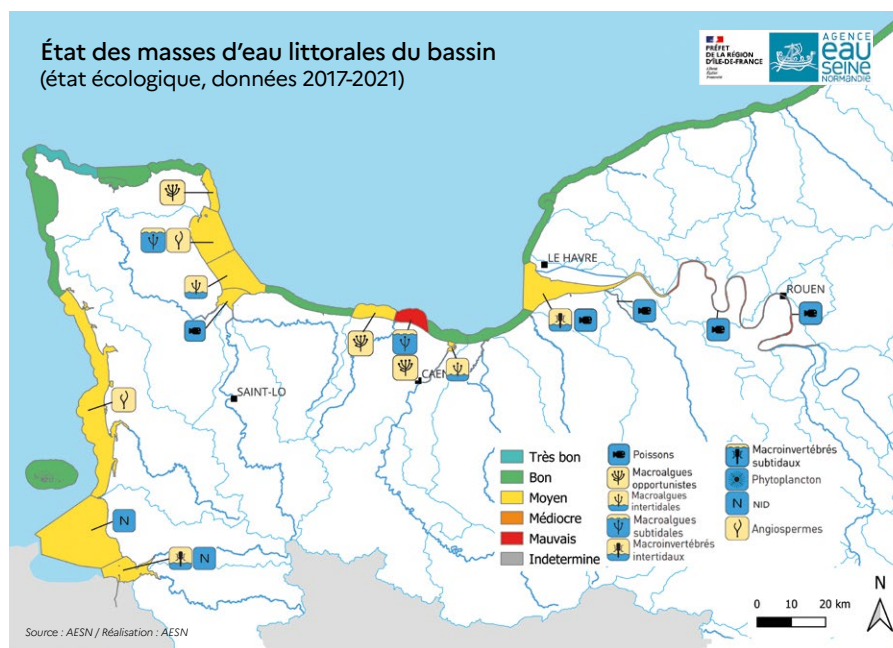 État des masses d'eau littorales du bassin
(état écologique, données 2017-2021)
PRÉFET
DE LA RÉGION
D'ÎLE-DE-FRANCE
AGENCE
eau
SEINE
NORMANDIE
LE HAVRE
ROUEN
CAEN
SAINT-LO
N
N
Très bon
Bon
Moyen
Médiocre
Mauvais
Indetermine
Poissons
Macroalgues
opportunistes
Macroalgues
intertidales
Macroalgues
subtidales
Macroinvertébrés
intertidaux
Macroinvertébrés
subtidaux
Phytoplancton
N
NID
Angiospermes
N
0 10 20 km
Source : AESN / Réalisation : AESN